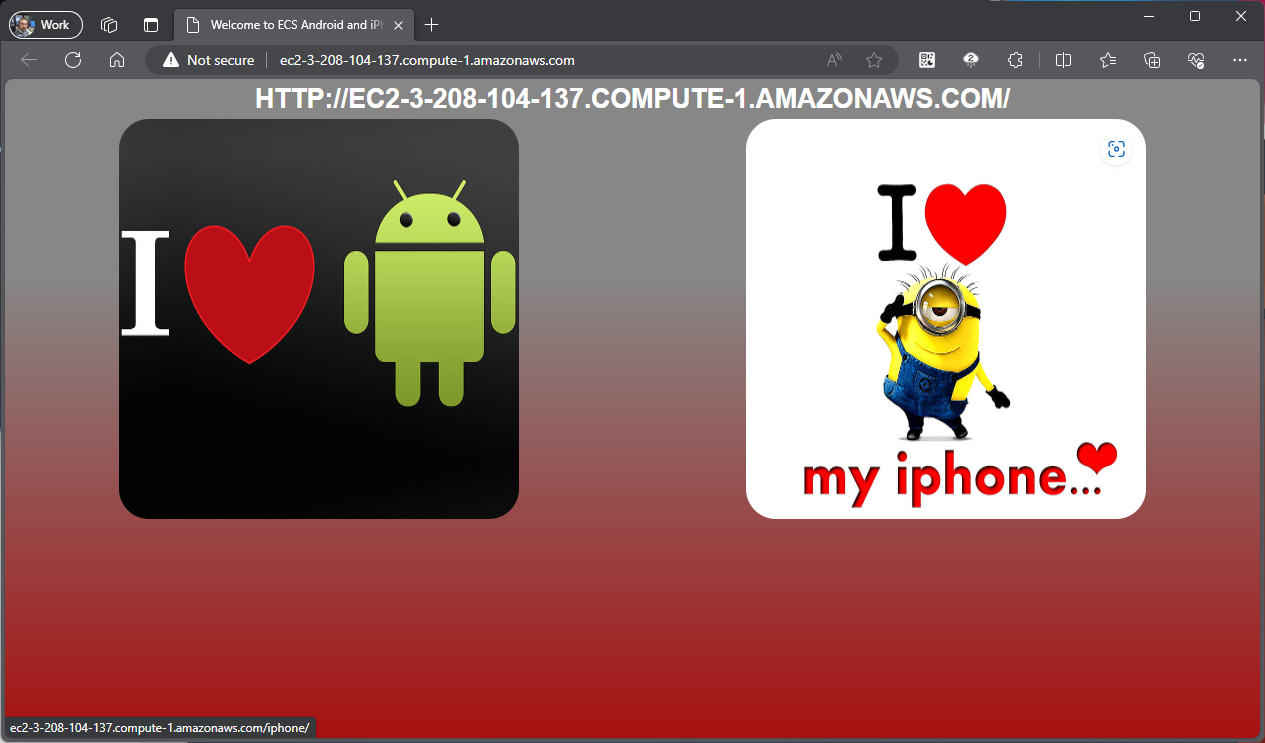 Work
Welcome to ECS Android and iPh
Not secure
ec2-3-208-104-137.compute-1.amazonaws.com
HTTP://EC2-3-208-104-137.COMPUTE-1.AMAZONAWS.COM/
I
I
my iphone...
ec2-3-208-104-137.compute-1.amazonaws.com/iphone/